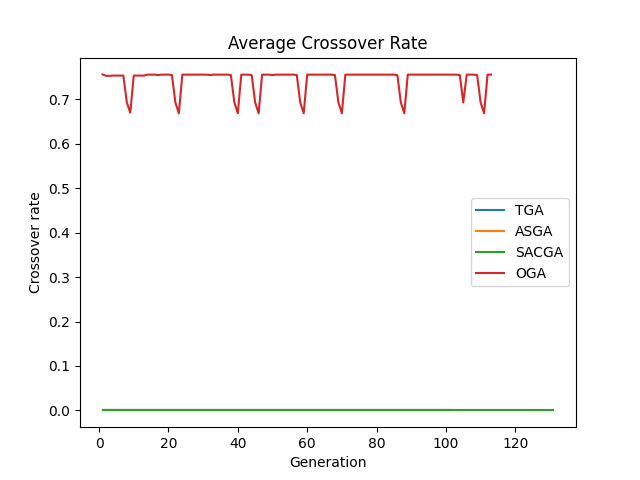 Average Crossover Rate
Crossover rate
0.7
0.6
0.5
0.4
0.3
0.2
0.1
0.0
TGA
ASGA
SACGA
OGA
0 20 40 60 80 100 120
Generation